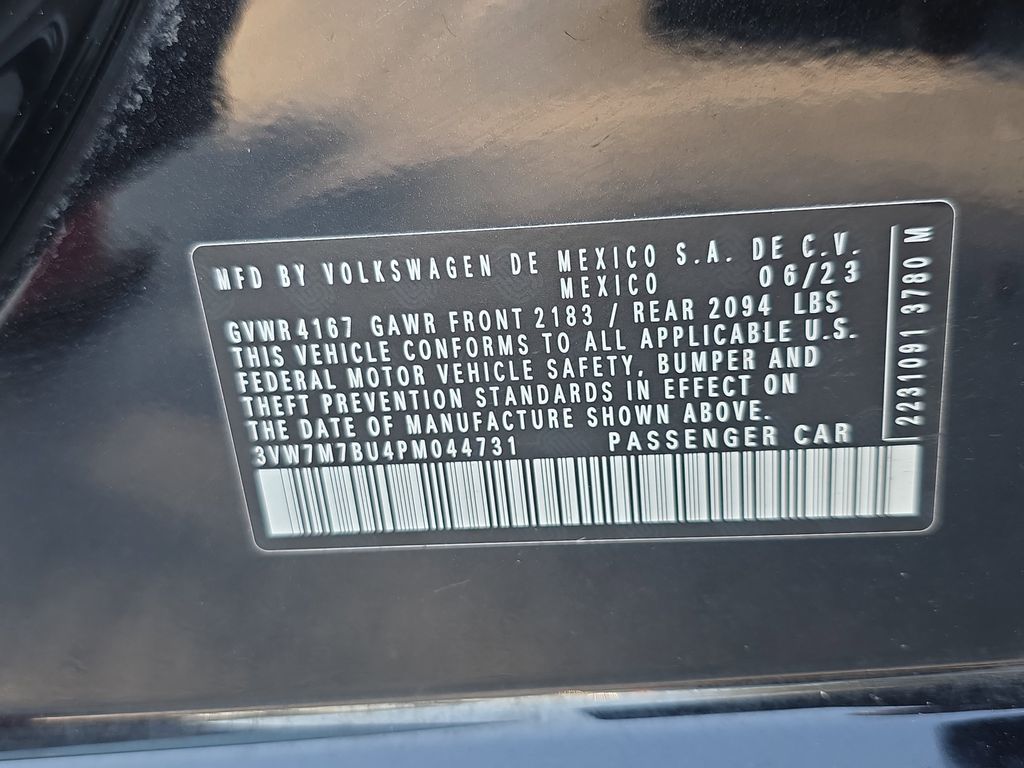 MFD BY VOLKSWAGEN DE MEXICO S.A. DE C.V.
MEXICO 06/23
GVWR 4167 GAWR FRONT 2183 / REAR 2094 LBS
THIS VEHICLE CONFORMS TO ALL APPLICABLE U.S.
FEDERAL MOTOR VEHICLE SAFETY, BUMPER AND
THEFT PREVENTION STANDARDS IN EFFECT ON
THE DATE OF MANUFACTURE SHOWN ABOVE.
3VW7M7BU4PM044731 PASSENGER CAR
2231091 3780 M